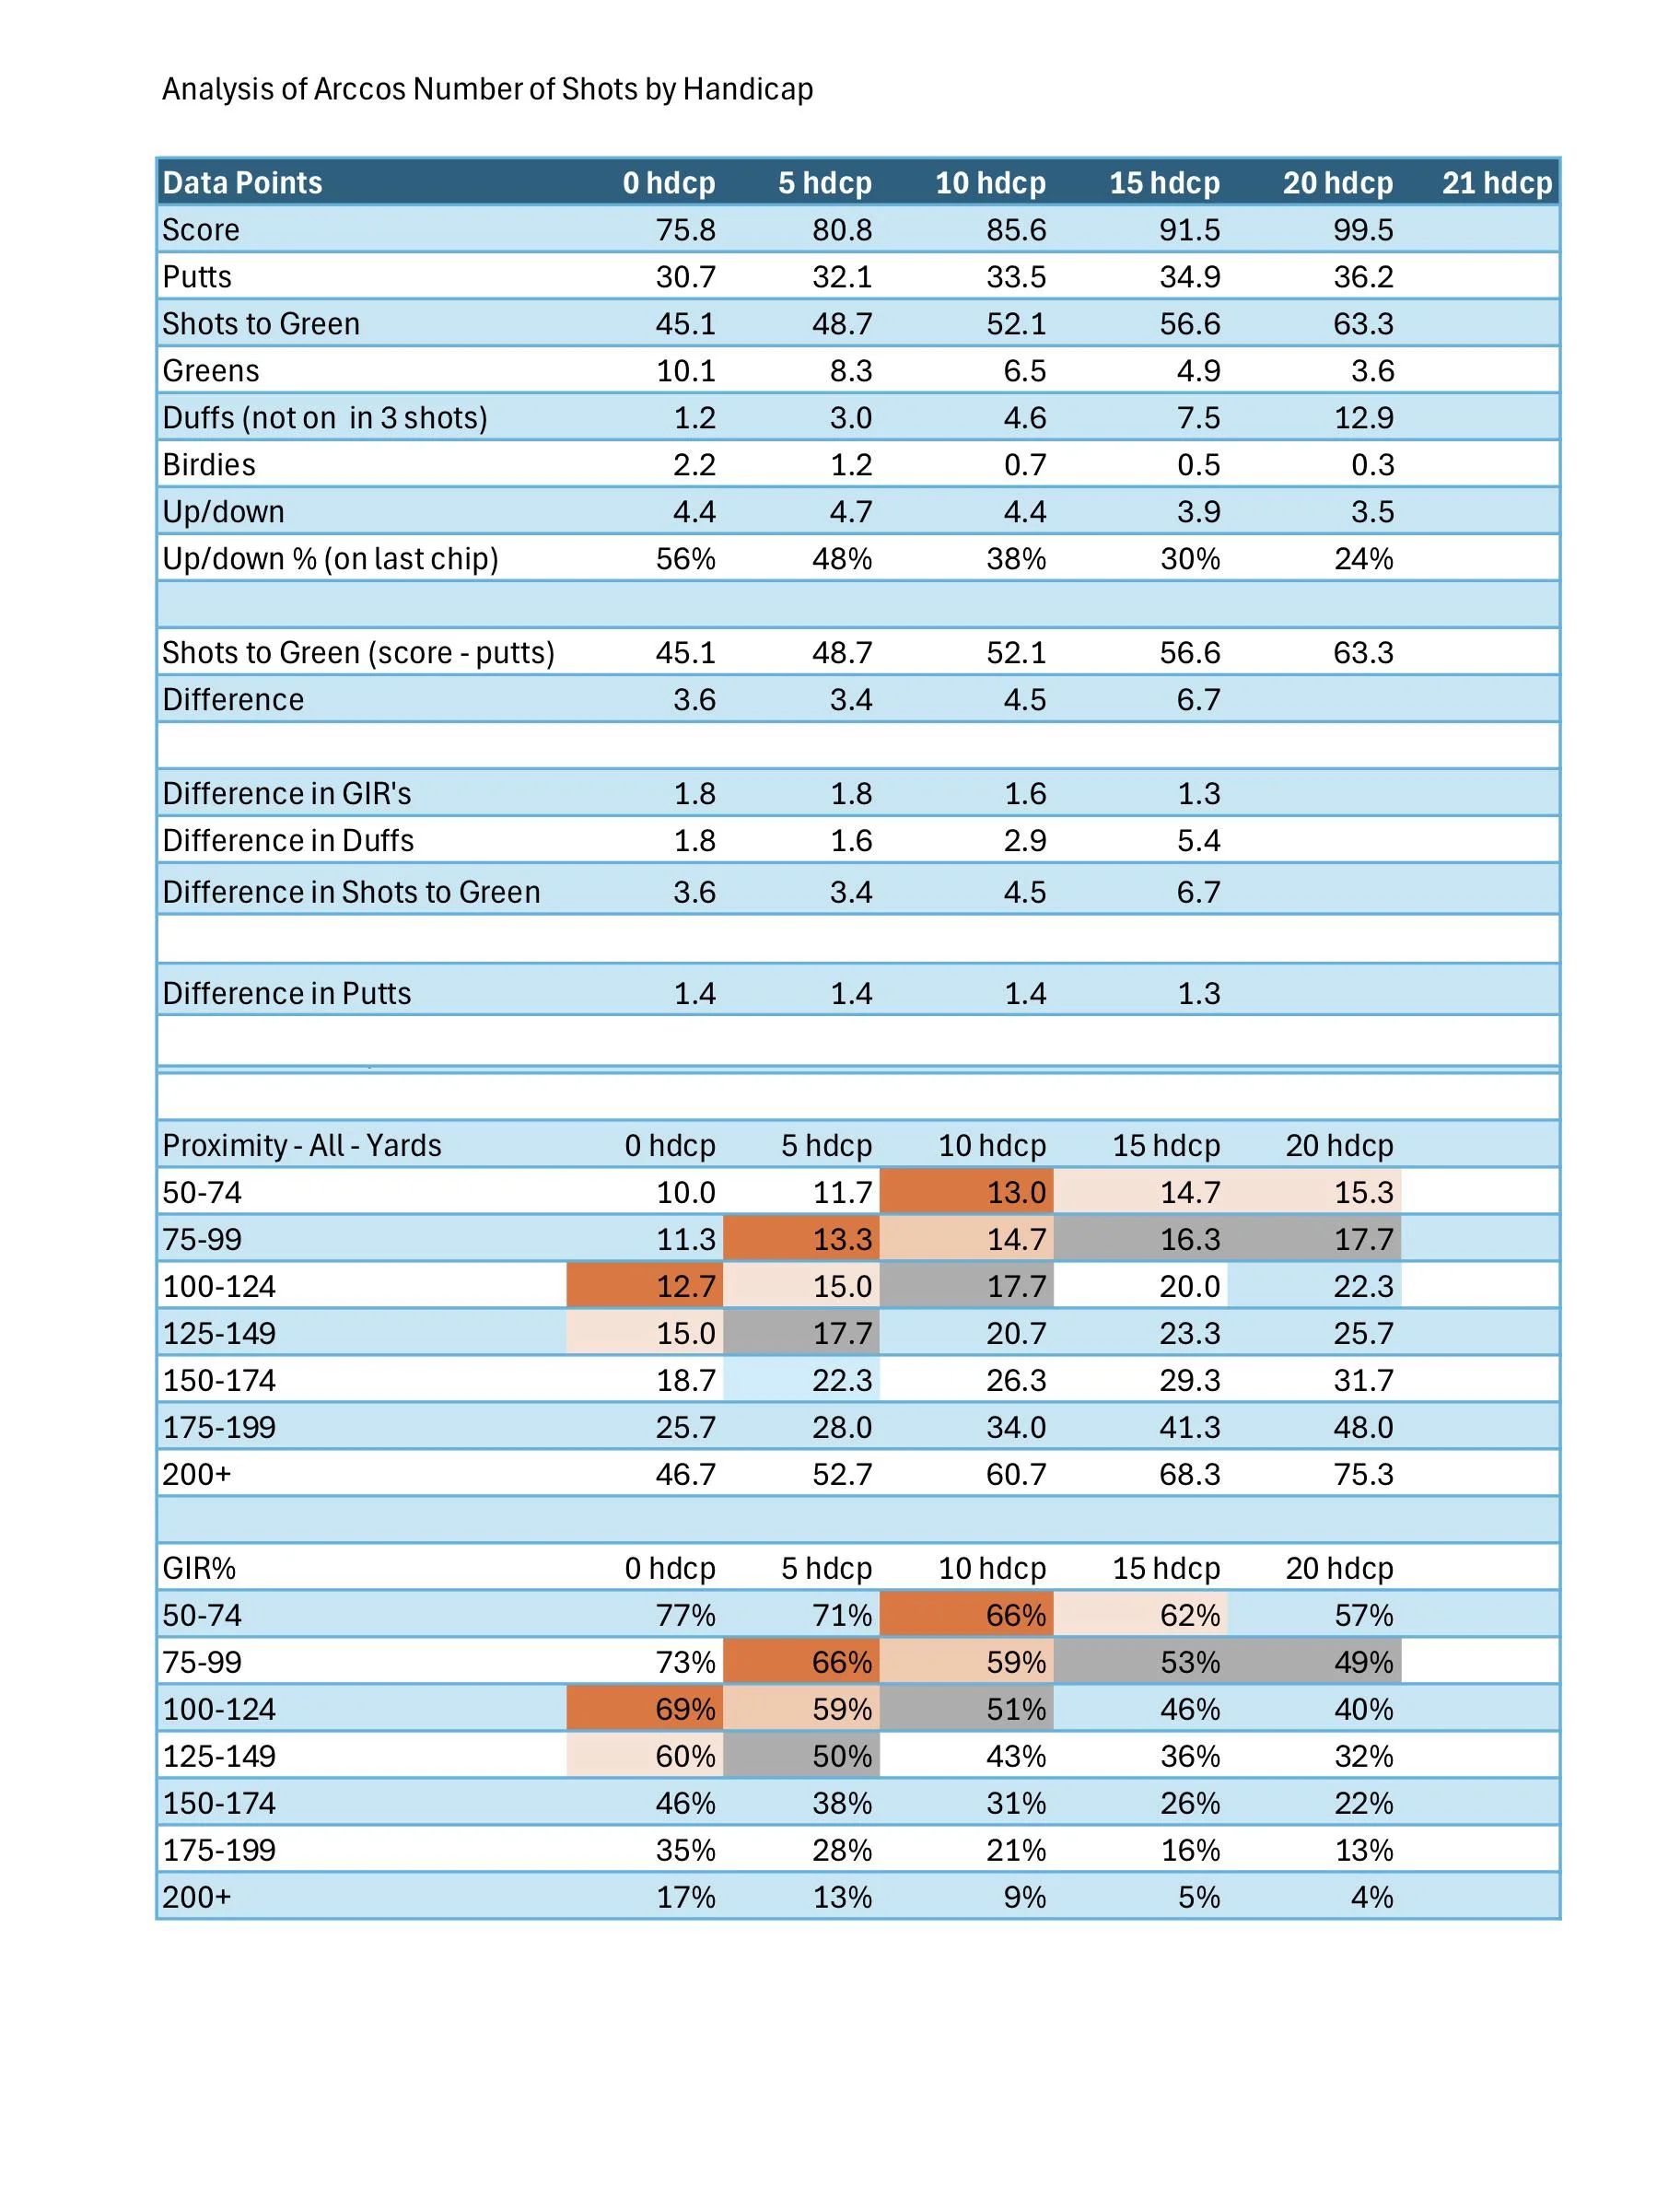 Analysis of Arccos Number of Shots by Handicap
Data Points 0 hdcp 5 hdcp 10 hdcp 15 hdcp 20 hdcp 21 hdcp
Score 75.8 80.8 85.6 91.5 99.5
Putts 30.7 32.1 33.5 34.9 36.2
Shots to Green 45.1 48.7 52.1 56.6 63.3
Greens 10.1 8.3 6.5 4.9 3.6
Duffs (not on in 3 shots) 1.2 3.0 4.6 7.5 12.9
Birdies 2.2 1.2 0.7 0.5 0.3
Up/down 4.4 4.7 4.4 3.9 3.5
Up/down % (on last chip) 56% 48% 38% 30% 24%
Shots to Green (score - putts) 45.1 48.7 52.1 56.6 63.3
Difference 3.6 3.4 4.5 6.7
Difference in GIR's 1.8 1.8 1.6 1.3
Difference in Duffs 1.8 1.6 2.9 5.4
Difference in Shots to Green 3.6 3.4 4.5 6.7
Difference in Putts 1.4 1.4 1.4 1.3
Proximity - All - Yards 0 hdcp 5 hdcp 10 hdcp 15 hdcp 20 hdcp
50-74 10.0 11.7 13.0 14.7 15.3
75-99 11.3 13.3 14.7 16.3 17.7
100-124 12.7 15.0 17.7 20.0 22.3
125-149 15.0 17.7 20.7 23.3 25.7
150-174 18.7 22.3 26.3 29.3 31.7
175-199 25.7 28.0 34.0 41.3 48.0
200+ 46.7 52.7 60.7 68.3 75.3
GIR% 0 hdcp 5 hdcp 10 hdcp 15 hdcp 20 hdcp
50-74 77% 71% 66% 62% 57%
75-99 73% 66% 59% 53% 49%
100-124 69% 59% 51% 46% 40%
125-149 60% 50% 43% 36% 32%
150-174 46% 38% 31% 26% 22%
175-199 35% 28% 21% 16% 13%
200+ 17% 13% 9% 5% 4%